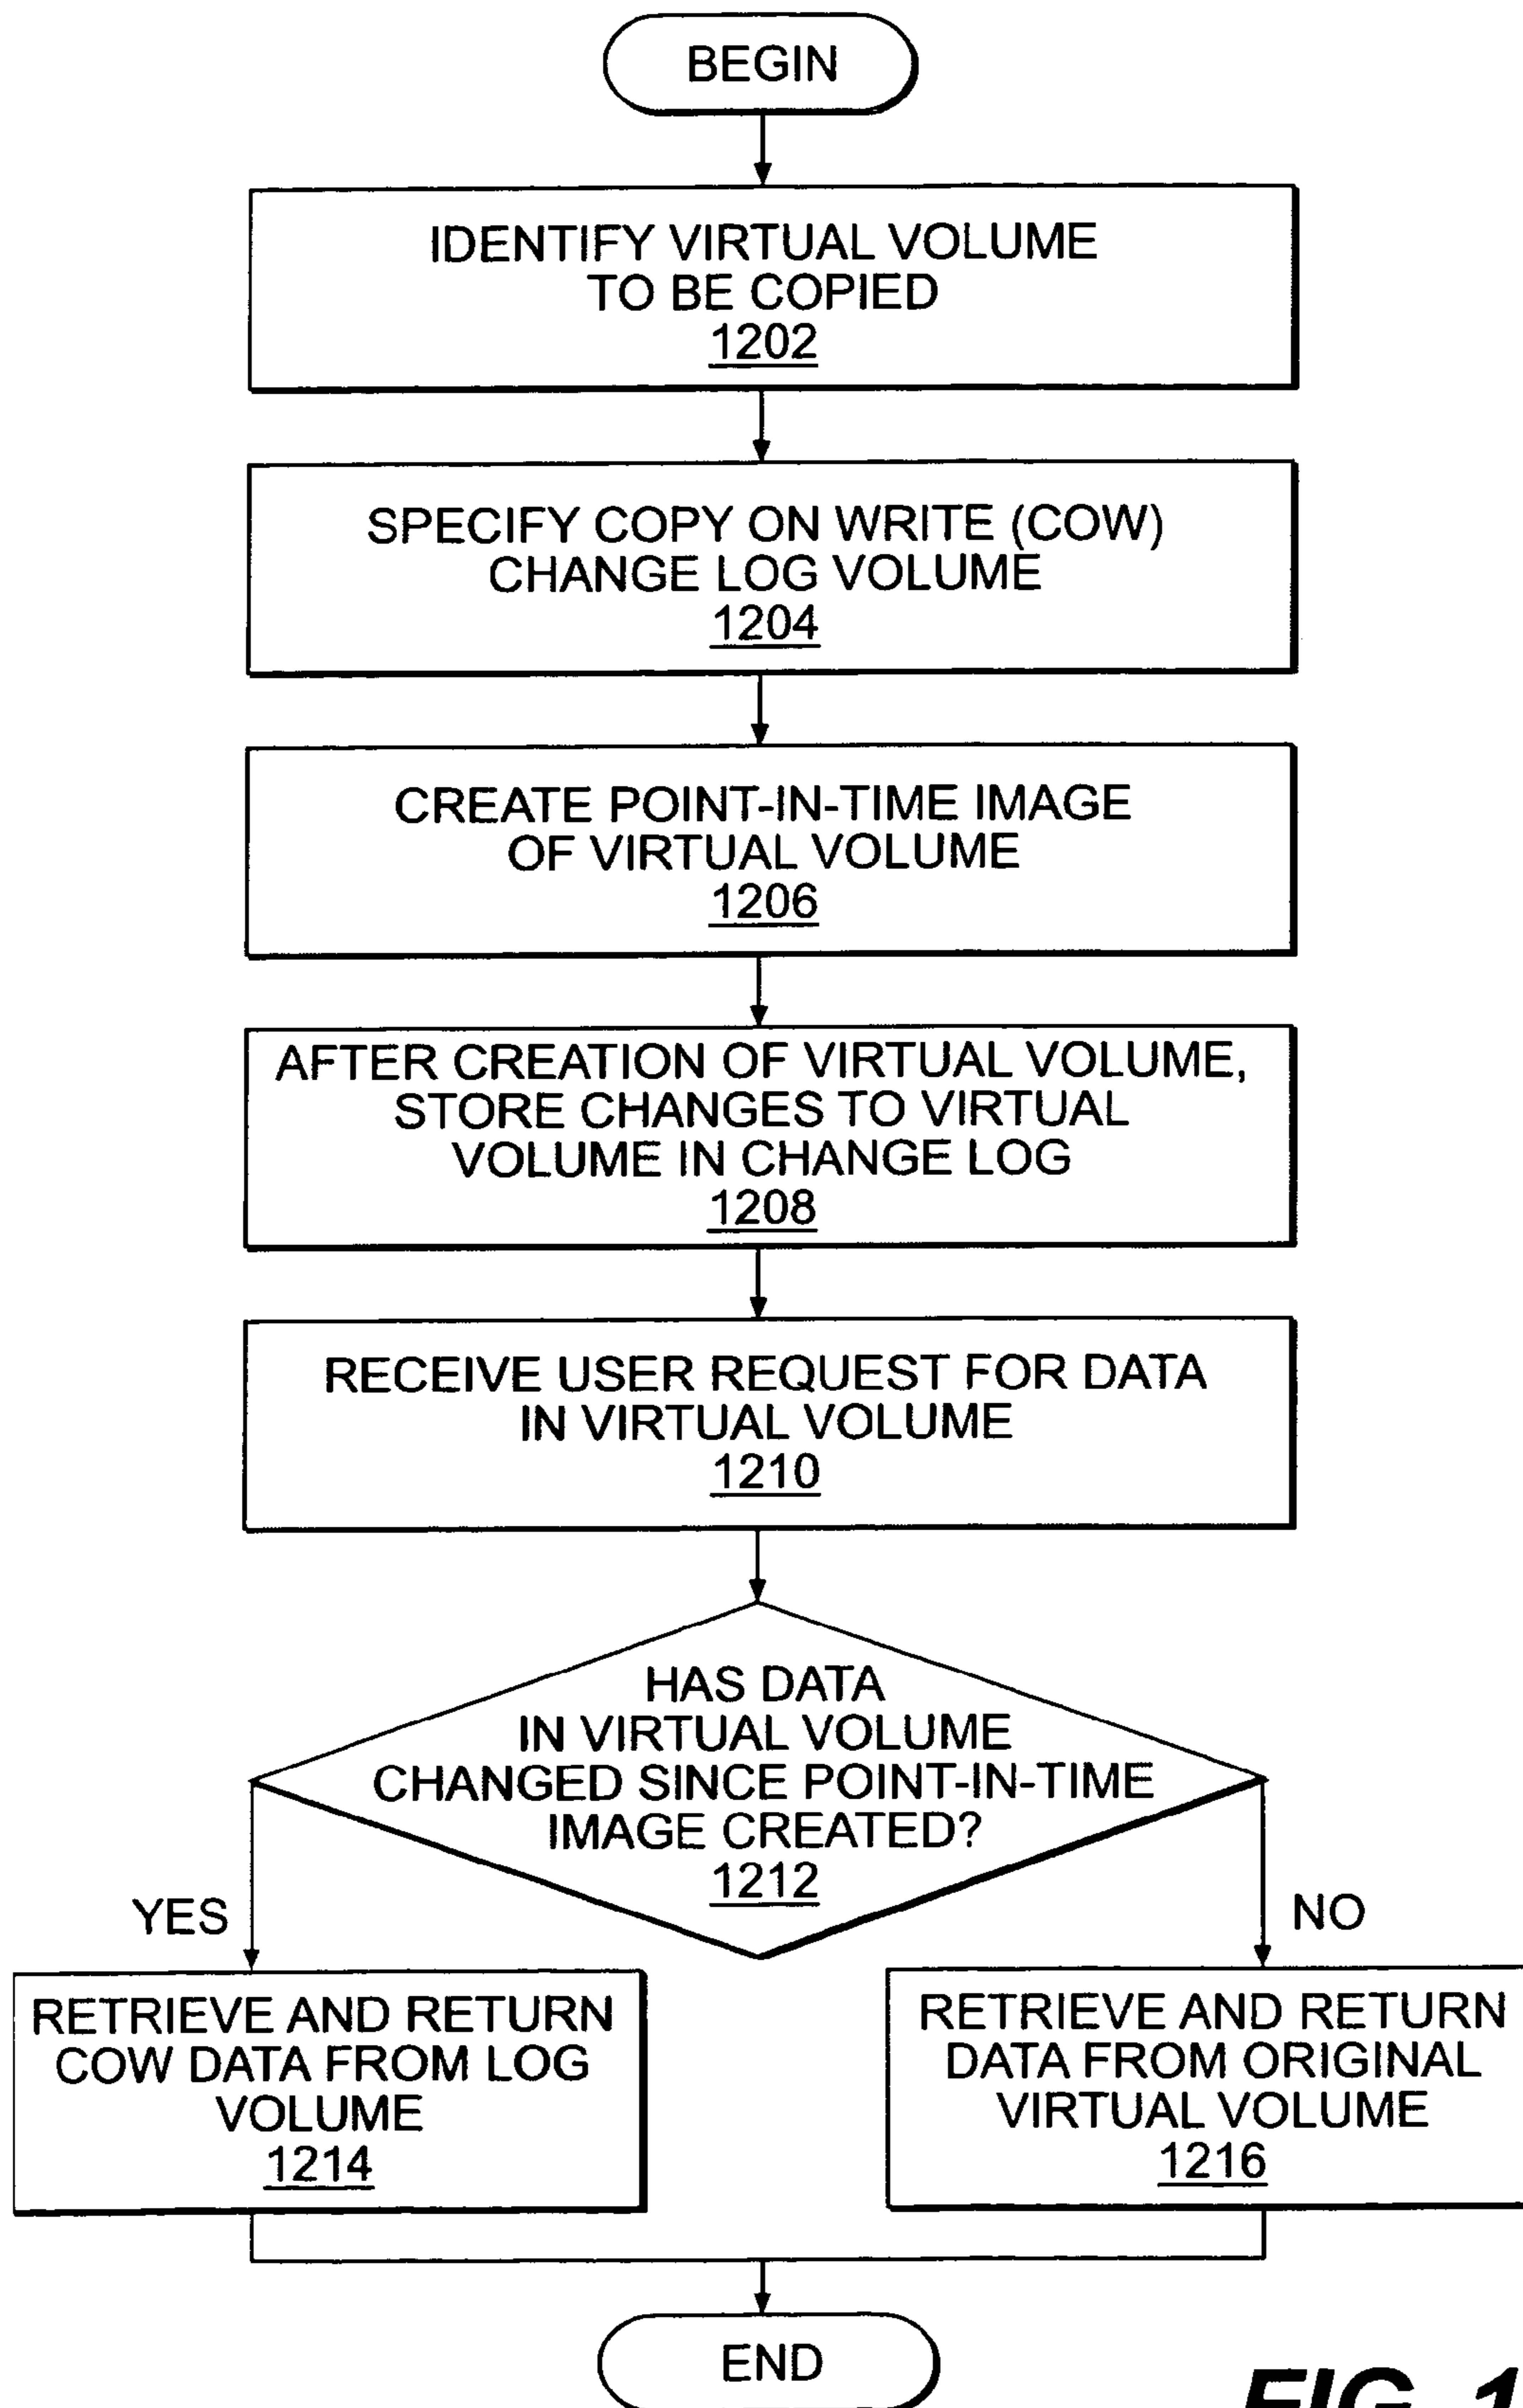 BEGIN
IDENTIFY VIRTUAL VOLUME
TO BE COPIED
1202
SPECIFY COPY ON WRITE (COW)
CHANGE LOG VOLUME
1204
CREATE POINT-IN-TIME IMAGE
OF VIRTUAL VOLUME
1206
AFTER CREATION OF VIRTUAL VOLUME,
STORE CHANGES TO VIRTUAL
VOLUME IN CHANGE LOG
1208
RECEIVE USER REQUEST FOR DATA
IN VIRTUAL VOLUME
1210
HAS DATA
IN VIRTUAL VOLUME
CHANGED SINCE POINT-IN-TIME
IMAGE CREATED?
1212
YES
NO
RETRIEVE AND RETURN
COW DATA FROM LOG
VOLUME
1214
RETRIEVE AND RETURN
DATA FROM ORIGINAL
VIRTUAL VOLUME
1216
END
FIG. 1